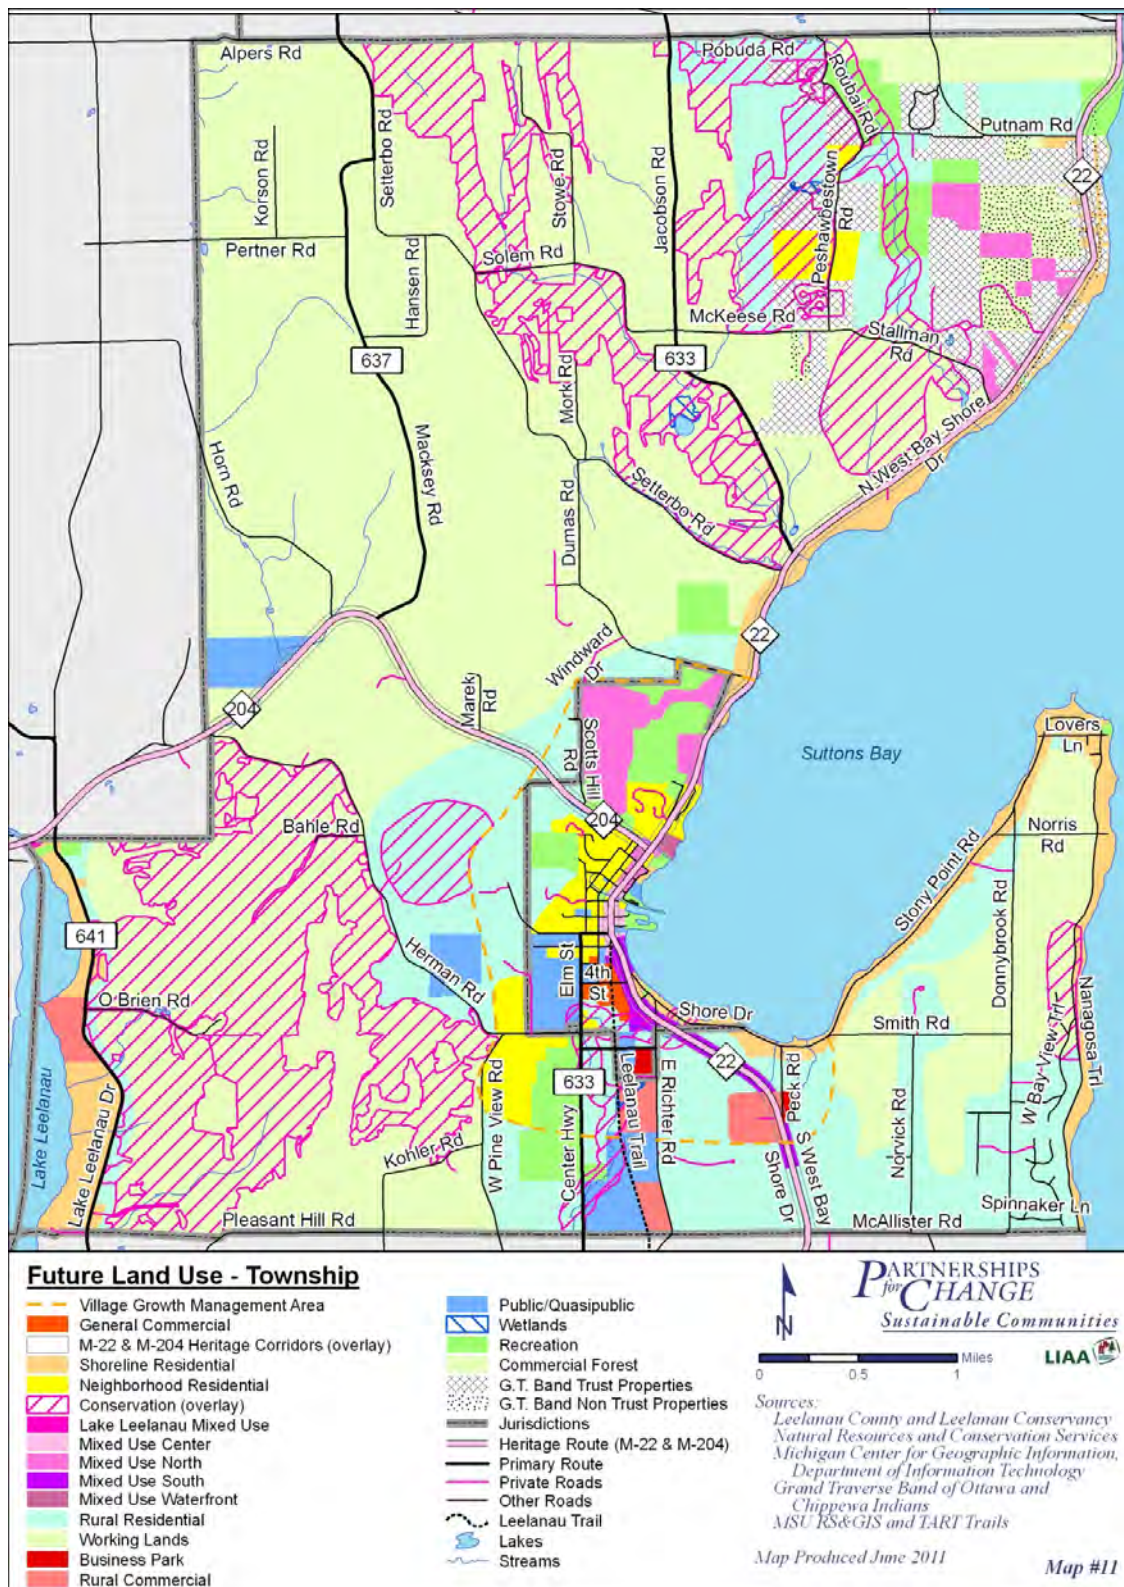 Alpers Rd
Pobuda Rd
Roubal Rd
Putnam Rd
22
Setterbo Rd
Korson Rd
Stowe Rd
Jacobson Rd
Peshawbestown
Rd
Pertner Rd
Hansen Rd
Solem Rd
McKeese Rd
Stallman
Rd
637
633
Mork Rd
Macksey Rd
Horn Rd
N West Bay Shore
Dr
Setterbo Rd
Dumas Rd
22
Windward
Dr
204
Marek
Rd
Scotts Hill
Rd
Suttons Bay
Lovers
Ln
204
Bahle Rd
Norris
Rd
Stony Point Rd
Donnybrook Rd
641
Herman Rd
Elm St
4th
St
O'Brien Rd
Shore Dr
Smith Rd
W Bay View Trl
Nanagosa Trl
Lake Leelanau
Lake Leelanau Dr
W Pine View Rd
633
Center Hwy
Leelanau Trail
E Richter Rd
22
Peck Rd
Norvick Rd
Kohler Rd
S West Bay
Shore Dr
Spinnaker Ln
Pleasant Hill Rd
McAllister Rd
Future Land Use - Township
Village Growth Management Area
General Commercial
M-22 & M-204 Heritage Corridors (overlay)
Shoreline Residential
Neighborhood Residential
Conservation (overlay)
Lake Leelanau Mixed Use
Mixed Use Center
Mixed Use North
Mixed Use South
Mixed Use Waterfront
Rural Residential
Working Lands
Business Park
Rural Commercial
Public/Quasipublic
Wetlands
Recreation
Commercial Forest
G.T. Band Trust Properties
G.T. Band Non Trust Properties
Jurisdictions
Heritage Route (M-22 & M-204)
Primary Route
Private Roads
Other Roads
Leelanau Trail
Lakes
Streams
N
PARTNERSHIPS
for CHANGE
Sustainable Communities
Miles
0 0.5 1
LIAA
Sources:
Leelanau County and Leelanau Conservancy
Natural Resources and Conservation Services
Michigan Center for Geographic Information,
Department of Information Technology
Grand Traverse Band of Ottawa and
Chippewa Indians
MSU RS&GIS and TART Trails
Map Produced June 2011
Map #11